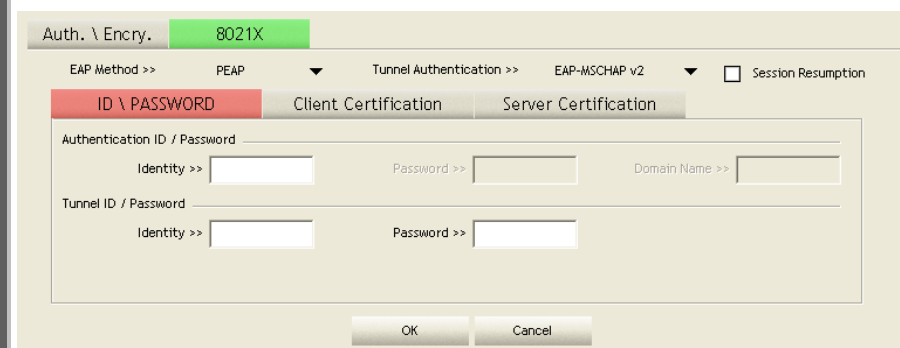 Auth. \ Encry. 8021X
EAP Method >> PEAP Tunnel Authentication >> EAP-MSCHAP v2 Session Resumption
ID \ PASSWORD Client Certification Server Certification
Authentication ID / Password
Identity >> Password >> Domain Name >>
Tunnel ID / Password
Identity >> Password >>
OK Cancel